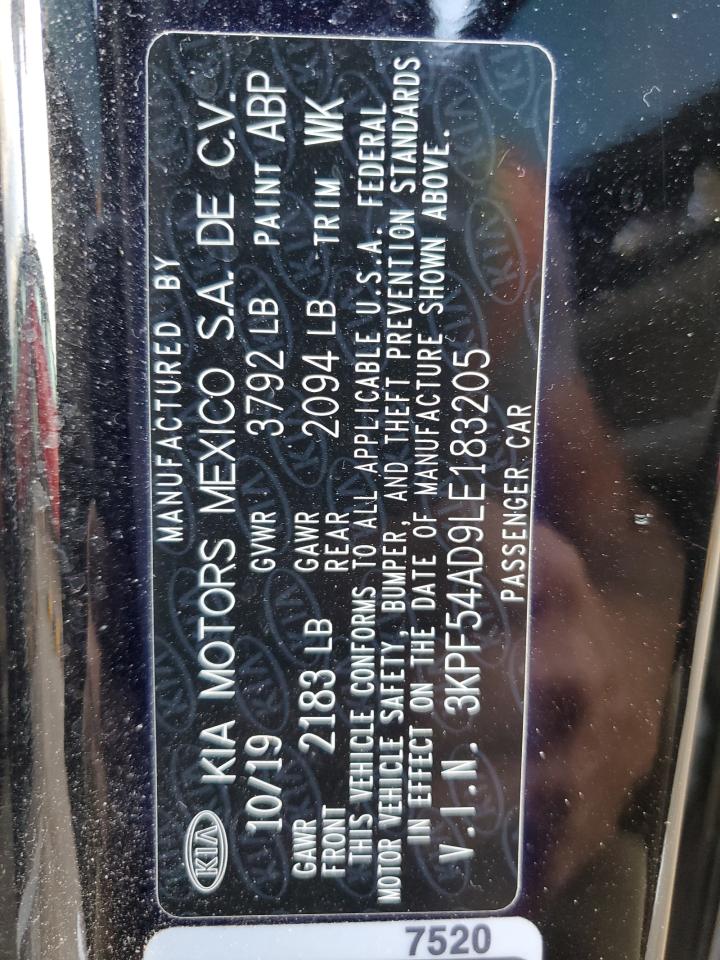 MANUFACTURED BY
KIA KIA MOTORS MEXICO S.A. DE C.V.
10/19 GVWR 3792 LB PAINT ABP
GAWR FRONT 2183 LB GAWR REAR 2094 LB TRIM WK
THIS VEHICLE CONFORMS TO ALL APPLICABLE U.S.A. FEDERAL
MOTOR VEHICLE SAFETY, BUMPER, AND THEFT PREVENTION STANDARDS
IN EFFECT ON THE DATE OF MANUFACTURE SHOWN ABOVE.
V.I.N. 3KPF54AD9LE183205
PASSENGER CAR
7520